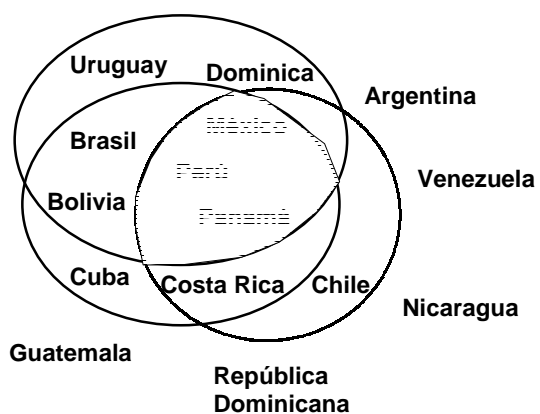 Uruguay
Dominica
Argentina
Brasil
México
Perú
Venezuela
Bolivia
Panamá
Cuba
Costa Rica
Chile
Nicaragua
Guatemala
República
Dominicana